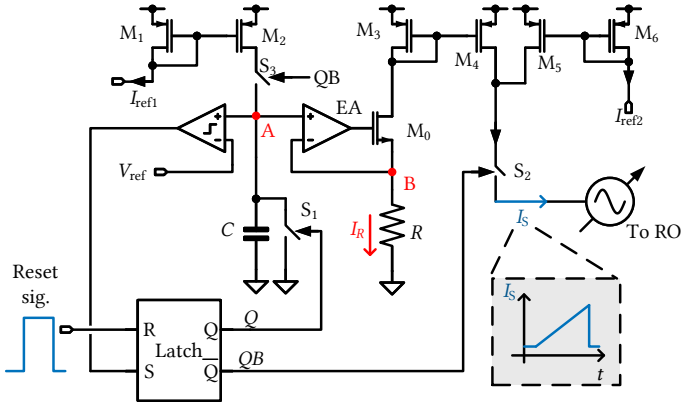 M1
M2
M3
M4
M5
M6
S3
QB
Iref1
Iref2
EA
A
M0
Vref
B
S2
C
S1
IR
R
IS
To RO
Reset
sig.
IS
t
R
Q
Q
Latch
S
Q
QB